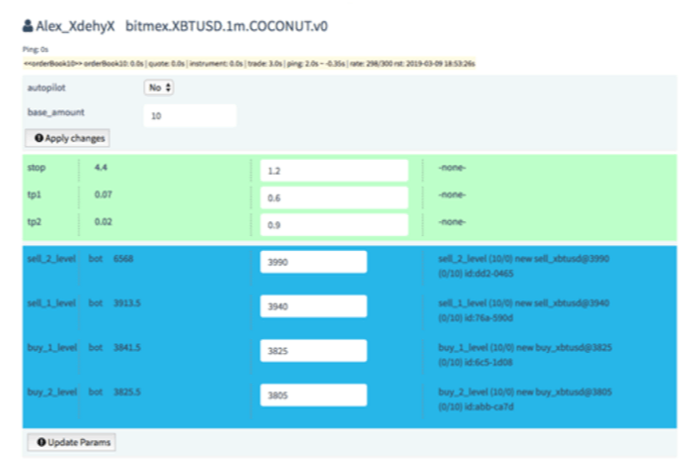 Alex_XdehyX bitmex.XBTUSD.1m.COCONUT.v0
Ping: 0s
<<orderBook10>> orderBook10: 0.0s | quote: 0.0s | instrument: 0.0s | trade: 3.0s | ping: 2.0s ~ -0.35s | rate: 298/300 rst: 2019-03-09 18:53:26s
autopilot No
base_amount 10
Apply changes
stop 4.4 1.2 -none-
tp1 0.07 0.6 -none-
tp2 0.02 0.9 -none-
sell_2_level bot 6568 3990 sell_2_level (10/0) new sell_xbtusd@3990
(0/10) id:dd2-0465
sell_1_level bot 3913.5 3940 sell_1_level (10/0) new sell_xbtusd@3940
(0/10) id:76a-590d
buy_1_level bot 3841.5 3825 buy_1_level (10/0) new buy_xbtusd@3825
(0/10) id:6c5-1d08
buy_2_level bot 3825.5 3805 buy_2_level (10/0) new buy_xbtusd@3805
(0/10) id:abb-ca7d
Update Params